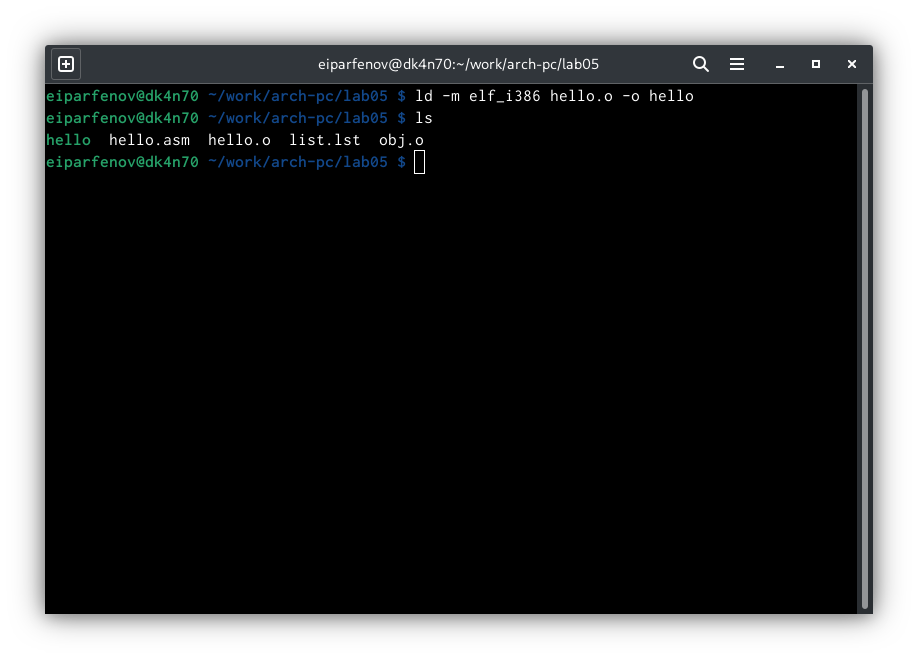 eiparfenov@dk4n70:~/work/arch-pc/lab05
eiparfenov@dk4n70 ~/work/arch-pc/lab05 $ ld -m elf_i386 hello.o -o hello
eiparfenov@dk4n70 ~/work/arch-pc/lab05 $ ls
hello  hello.asm  hello.o  list.lst  obj.o
eiparfenov@dk4n70 ~/work/arch-pc/lab05 $